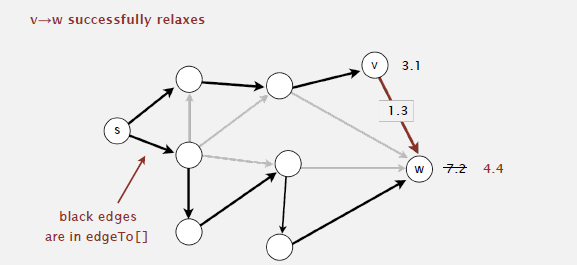 v→w successfully relaxes
v
3.1
1.3
s
w
7.2
4.4
black edges
are in edgeTo[]